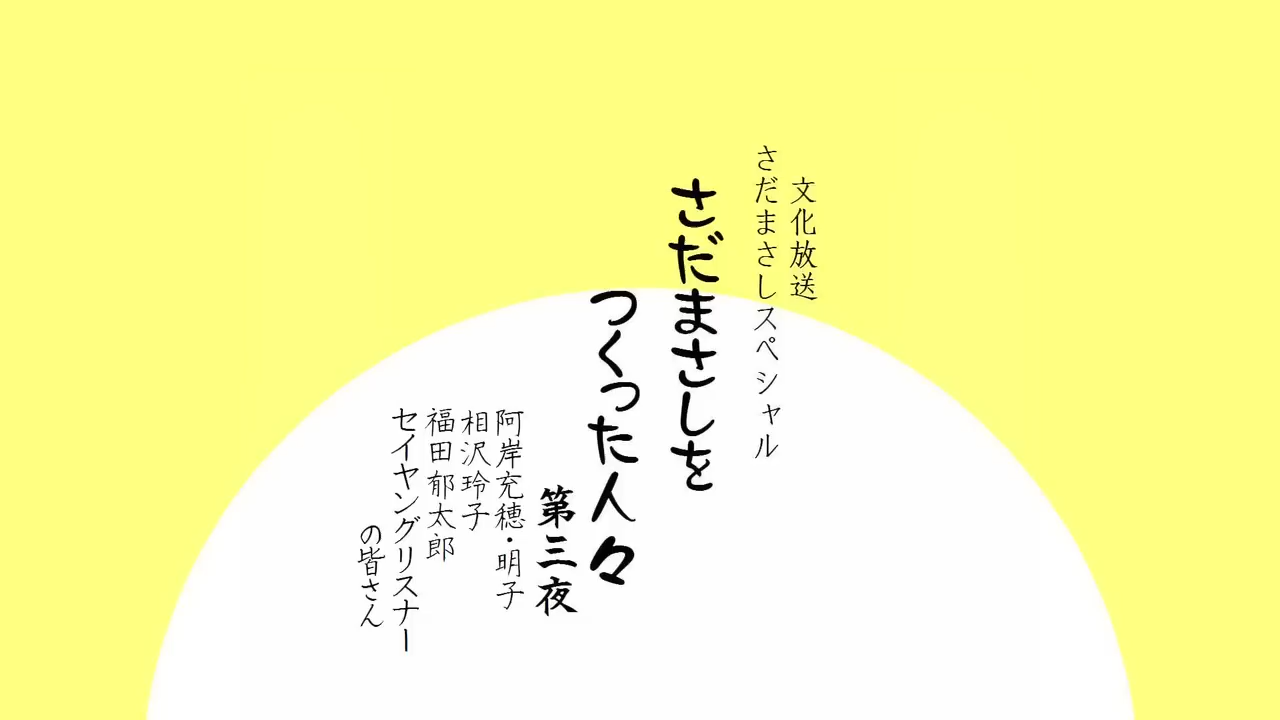 文化放送
さだまさしスペシャル
さだまさしを
つくった人々
第三夜
阿岸充穂・明子
相沢玲子
福田郁太郎
セイヤングリスナー
の皆さん